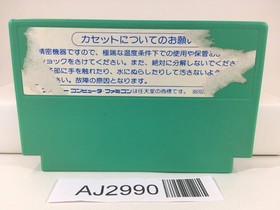 カセットについてのお願い
精密機器ですので、極端な温度条件下での使用や保管
ョックをさけてください。また、絶対に分解しないでくださ
部に手を触れたり、水にぬらしたりして汚さないよう
い。故障の原因となります。
コンピュータ・ファミコンは任天堂の商標です。
AJ2990